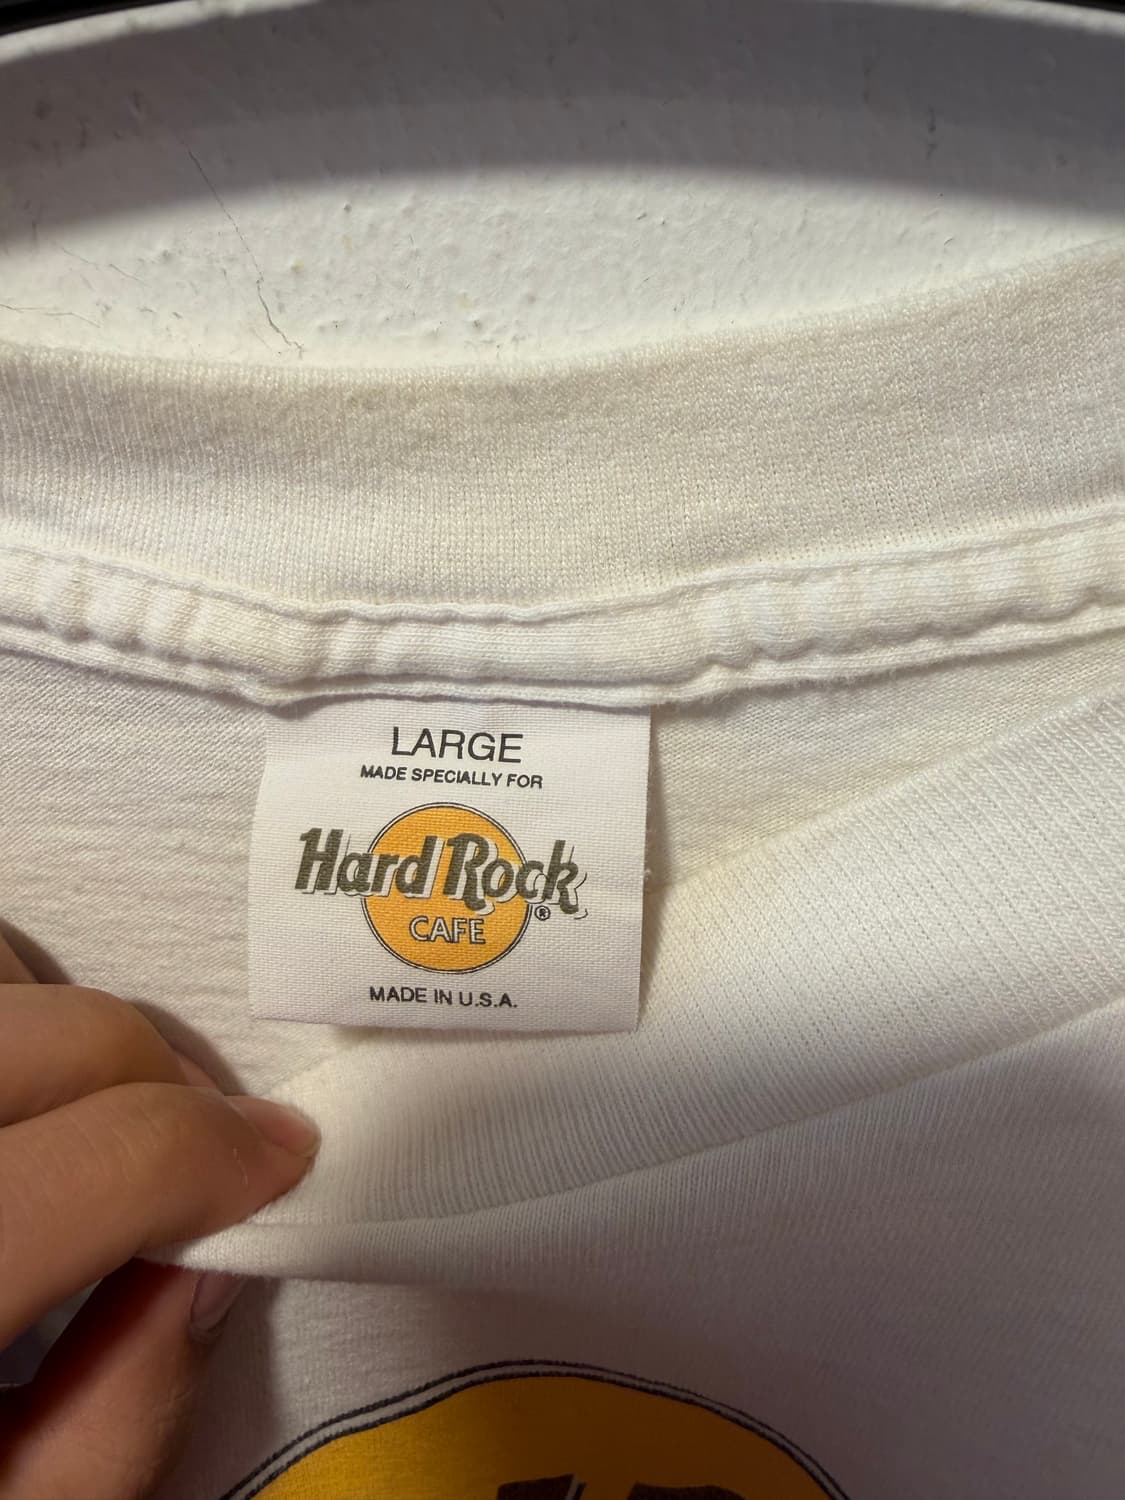 LARGE
MADE SPECIALLY FOR
Hard Rock
®
CAFE
MADE IN U.S.A.